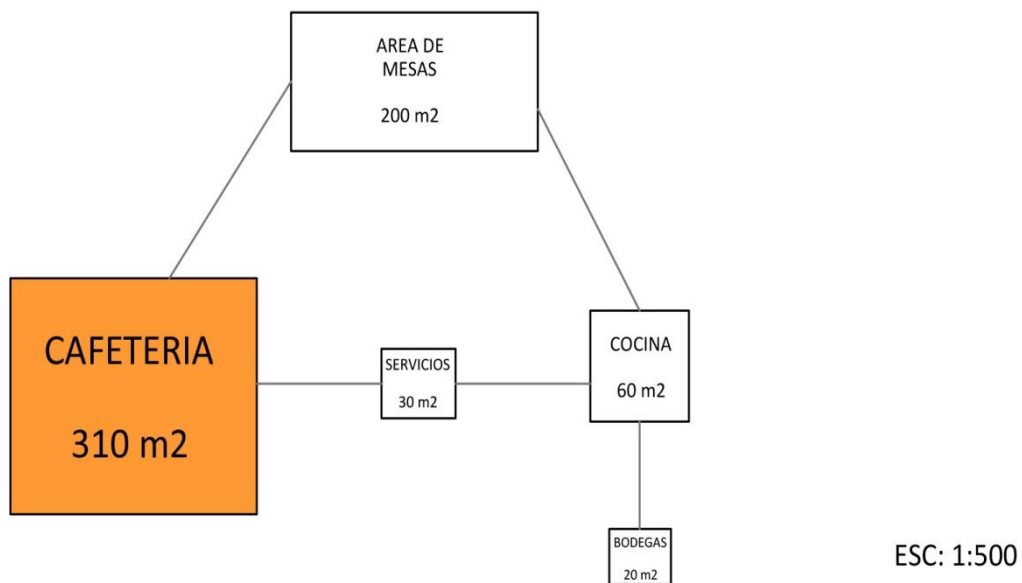 AREA DE
MESAS
200 m2
CAFETERIA
310 m2
SERVICIOS
30 m2
COCINA
60 m2
BODEGAS
20 m2
ESC: 1:500